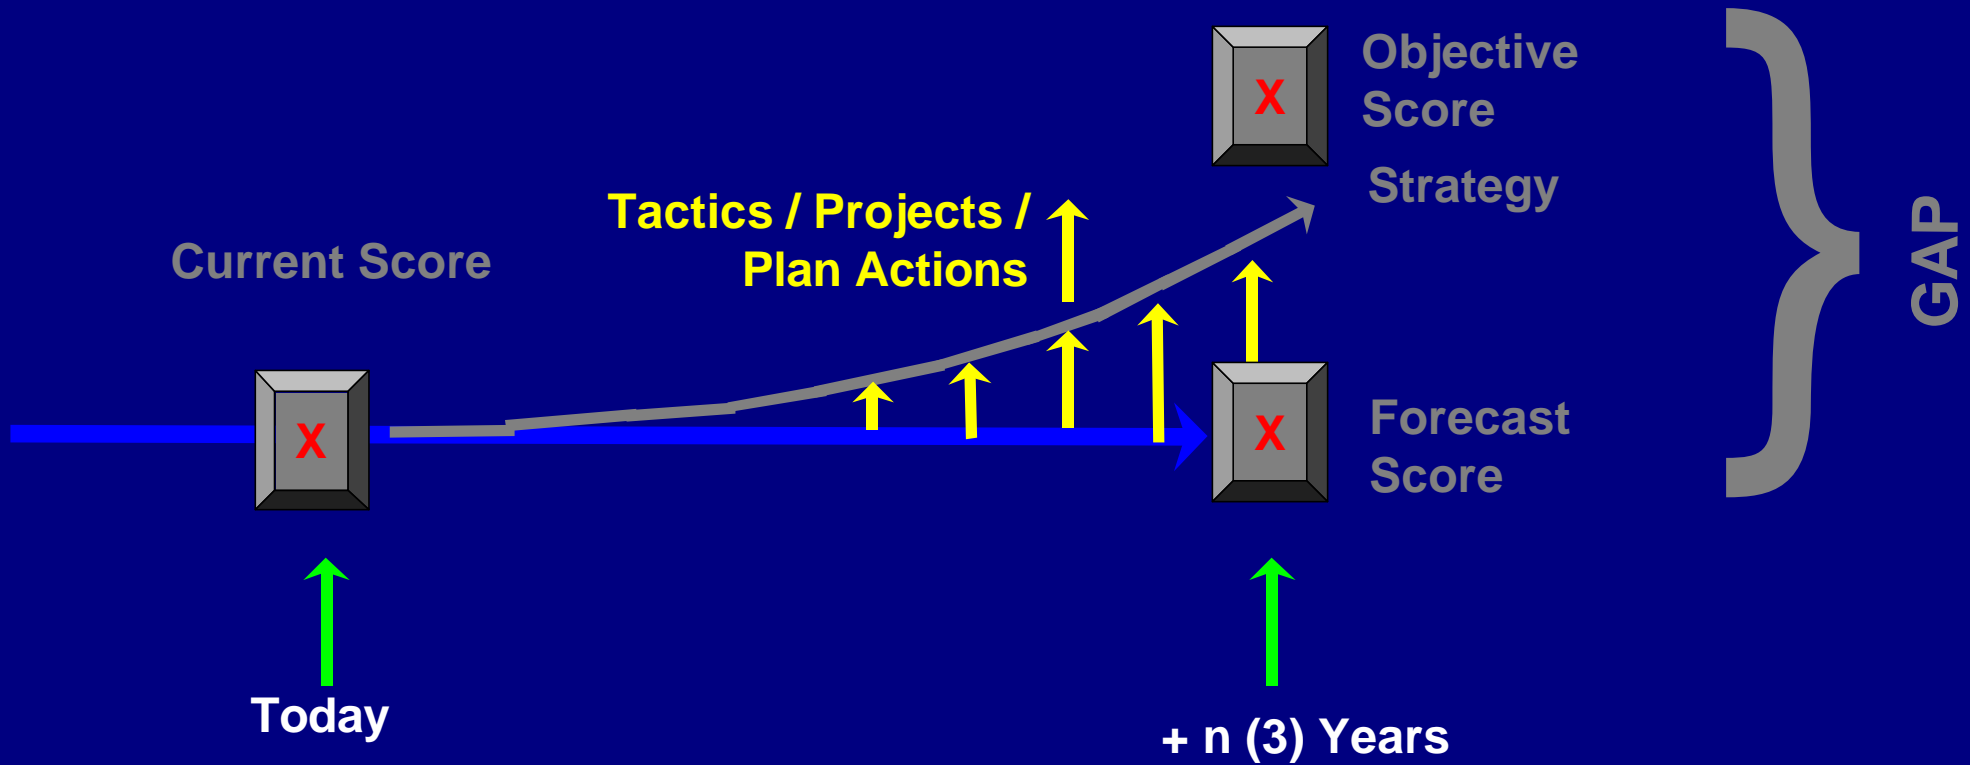 Objective
Score
X
Strategy
Tactics / Projects /
Plan Actions
Current Score
GAP
X
X
Forecast
Score
Today
+ n (3) Years